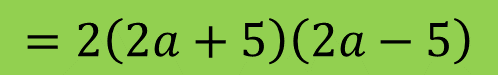 = 2(2a + 5)(2a − 5)